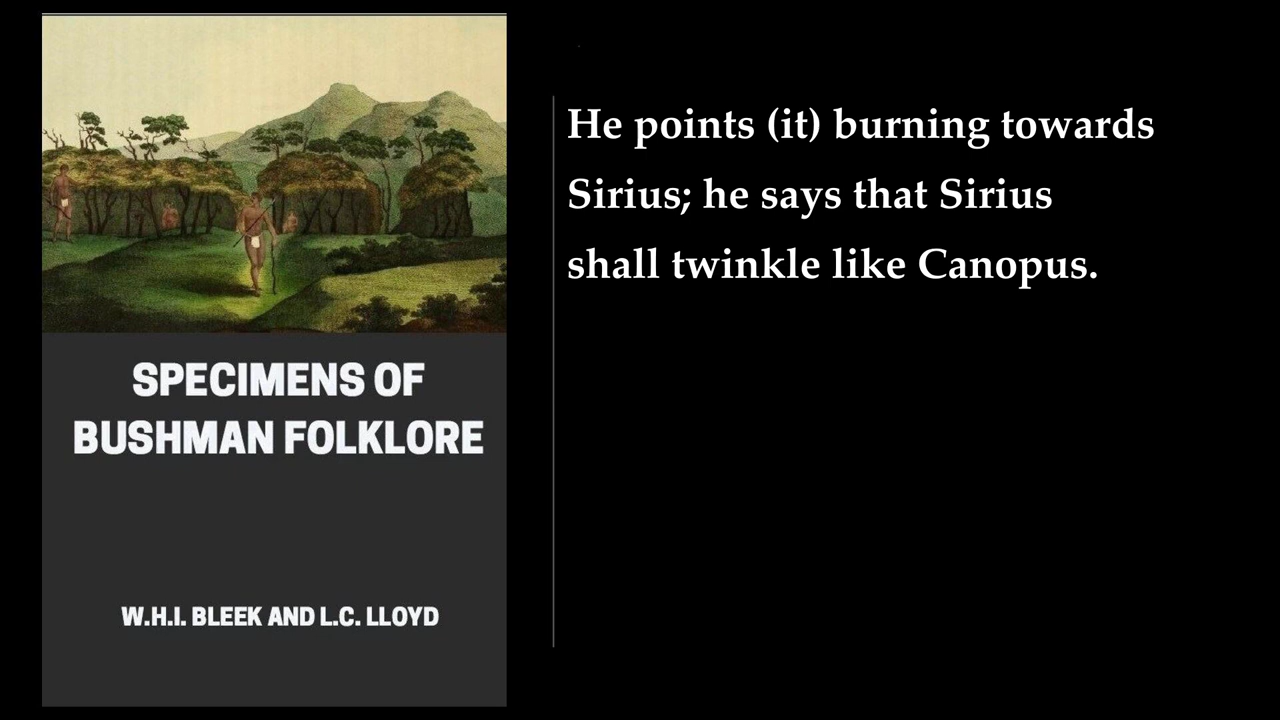 SPECIMENS OF
BUSHMAN FOLKLORE
W.H.I. BLEEK AND L.C. LLOYD
He points (it) burning towards
Sirius; he says that Sirius
shall twinkle like Canopus.